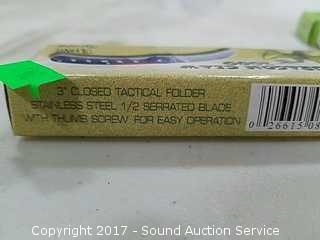 3" CLOSED TACTICAL FOLDER
STAINLESS STEEL 1/2 SERRATED BLADE
WITH THUMB SCREW FOR EASY OPERATION
0 26615 08
Copyright 2017 - Sound Auction Service